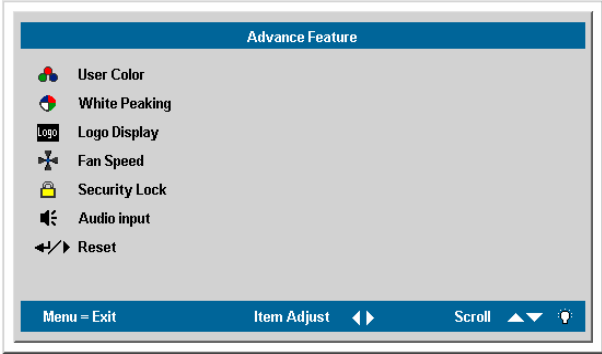 Advance Feature
User Color
White Peaking
Logo Logo Display
Fan Speed
Security Lock
Audio input
Reset
Menu = Exit Item Adjust Scroll